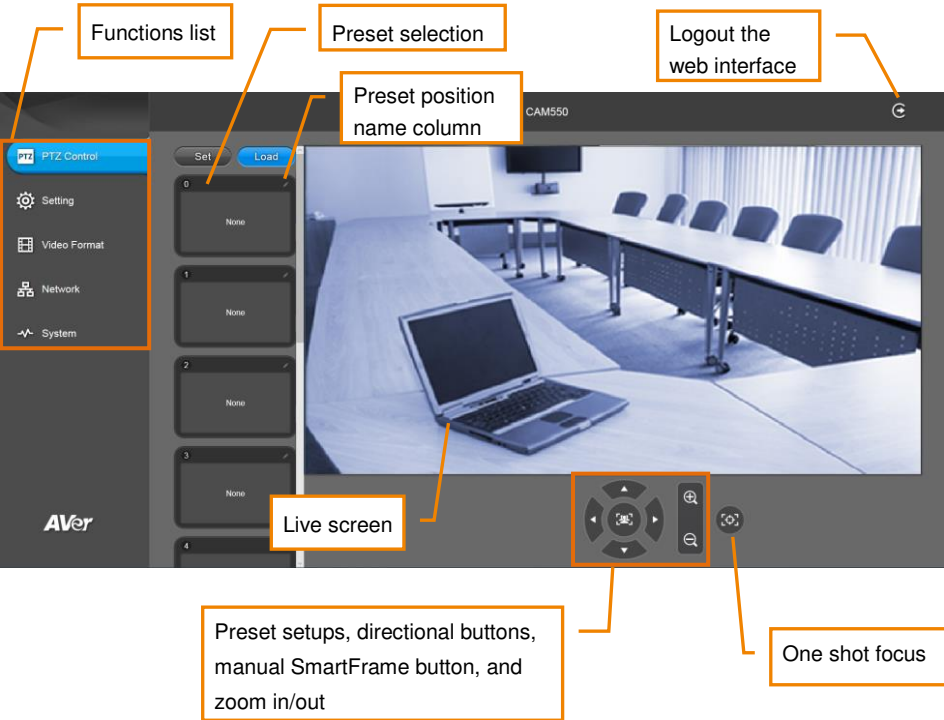 Functions list
Preset selection
Logout the
web interface
Preset position
name column
CAM550
PTZ PTZ Control
Set
Load
0
None
Setting
Video Format
1
None
Network
System
2
None
3
None
Live screen
AVer
4
Preset setups, directional buttons,
manual SmartFrame button, and
zoom in/out
One shot focus